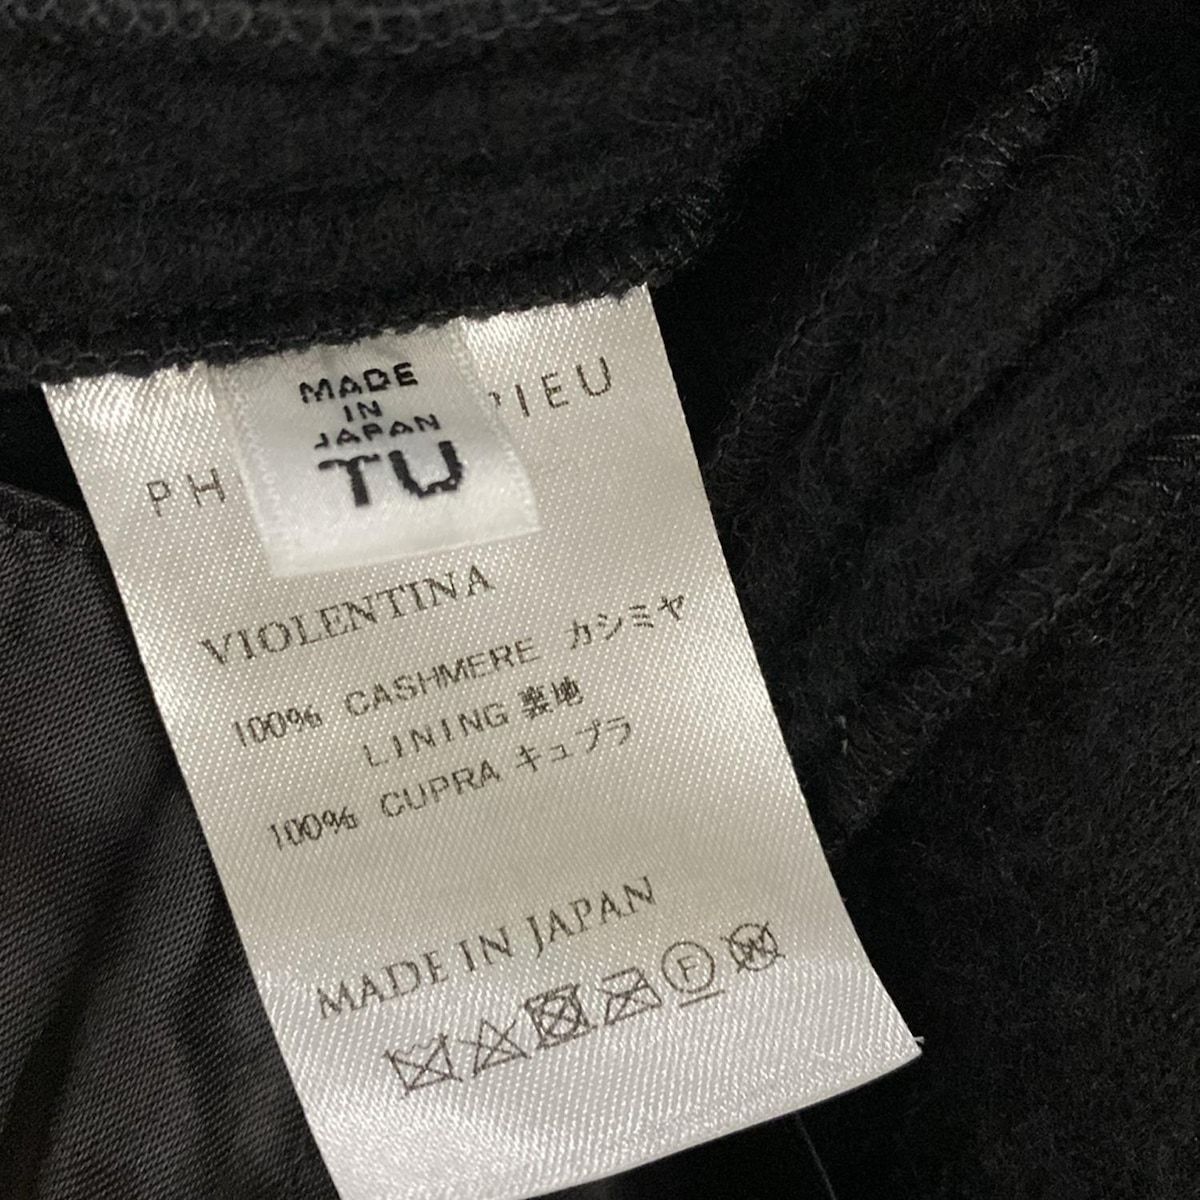 MADE
IN
JAPAN
TU
PH PIEU
VIOLENTINA
100% CASHMERE カシミヤ
LINING 裏地
100% CUPRA キュプラ
MADE IN JAPAN
F W